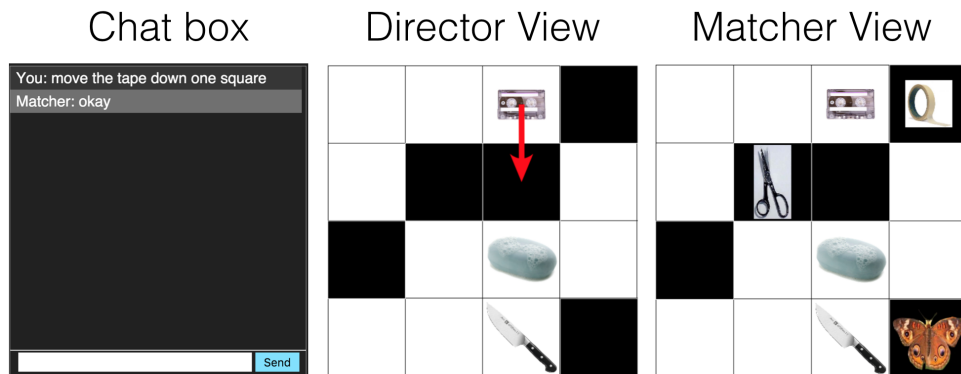 Chat box
Director View
Matcher View
You: move the tape down one square
Matcher: okay
Send